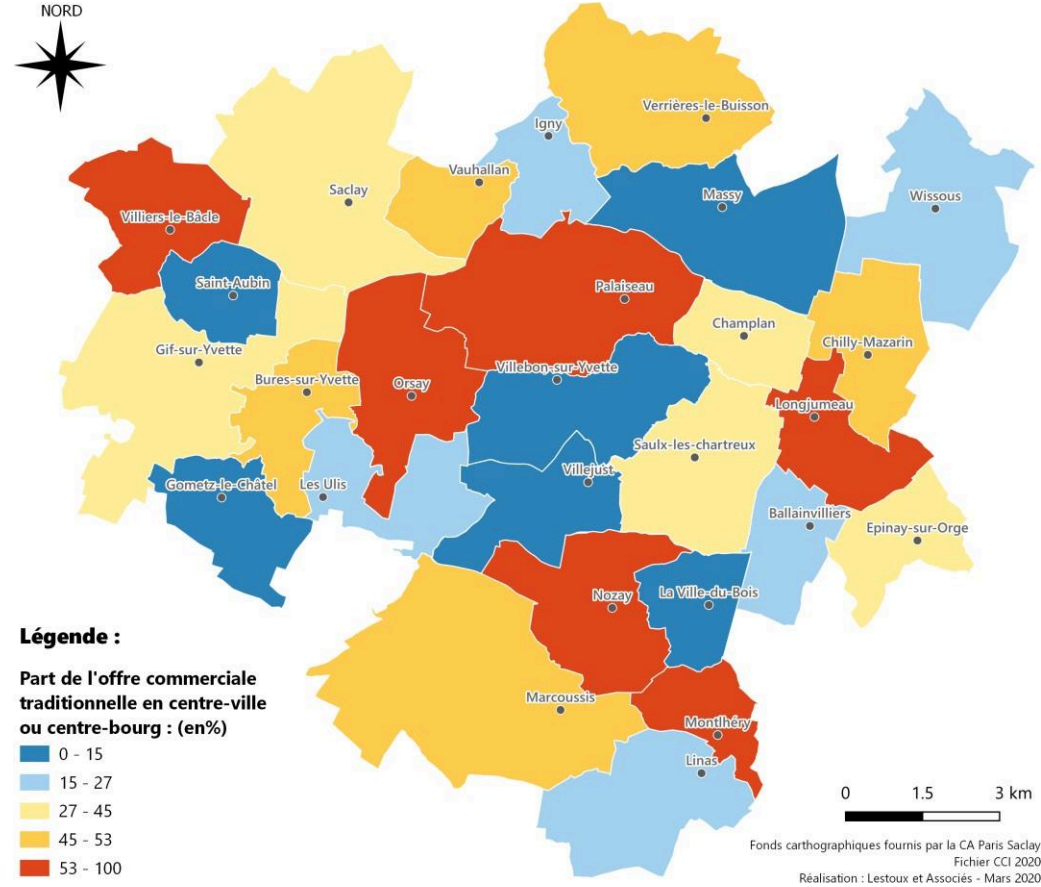 NORD
Verrières-le-Buisson
Igny
Vauhallan
Saclay
Massy
Wissous
Villiers-le-Bâcle
Saint-Aubin
Palaiseau
Champlan
Chilly-Mazarin
Gif-sur-Yvette
Villebon-sur-Yvette
Bures-sur-Yvette
Orsay
Longjumeau
Saulx-les-chartreux
Villejust
Gometz-le-Châtel
Les Ulis
Ballainvilliers
Epinay-sur-Orge
Nozay
La Ville-du-Bois
Marcoussis
Montlhéry
Linas
Légende :
Part de l'offre commerciale
traditionnelle en centre-ville
ou centre-bourg : (en%)
0 - 15
15 - 27
27 - 45
45 - 53
53 - 100
0 1.5 3 km
Fonds carthographiques fournis par la CA Paris Saclay
Fichier CCI 2020
Réalisation : Lestoux et Associés - Mars 2020